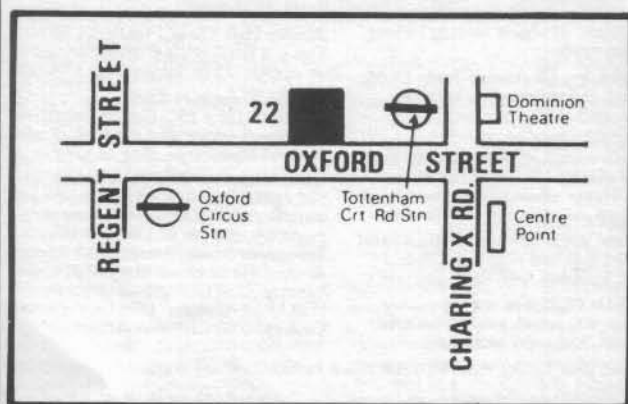 REGENT STREET
22
Dominion
Theatre
OXFORD STREET
Oxford
Circus
Stn
Tottenham
Crt Rd Stn
CHARING X RD.
Centre
Point